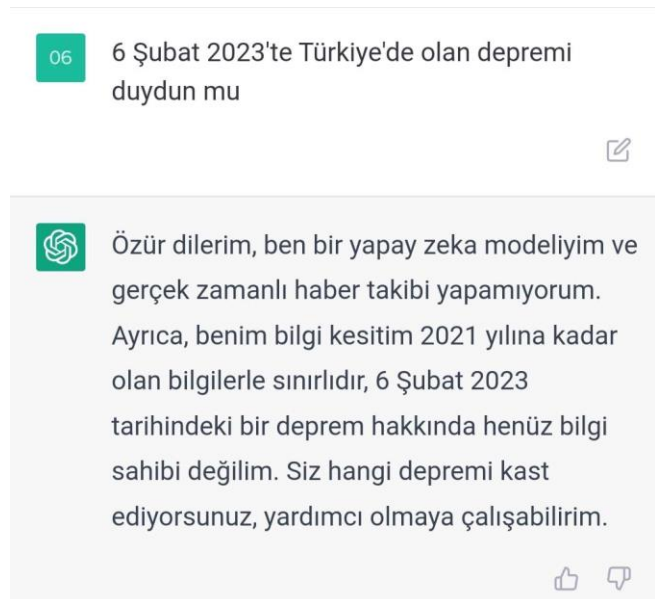 06
6 Şubat 2023'te Türkiye'de olan depremi
duydun mu
Özür dilerim, ben bir yapay zeka modeliyim ve
gerçek zamanlı haber takibi yapamıyorum.
Ayrıca, benim bilgi kesitim 2021 yılına kadar
olan bilgilerle sınırlıdır, 6 Şubat 2023
tarihindeki bir deprem hakkında henüz bilgi
sahibi değilim. Siz hangi depremi kast
ediyorsunuz, yardımcı olmaya çalışabilirim.